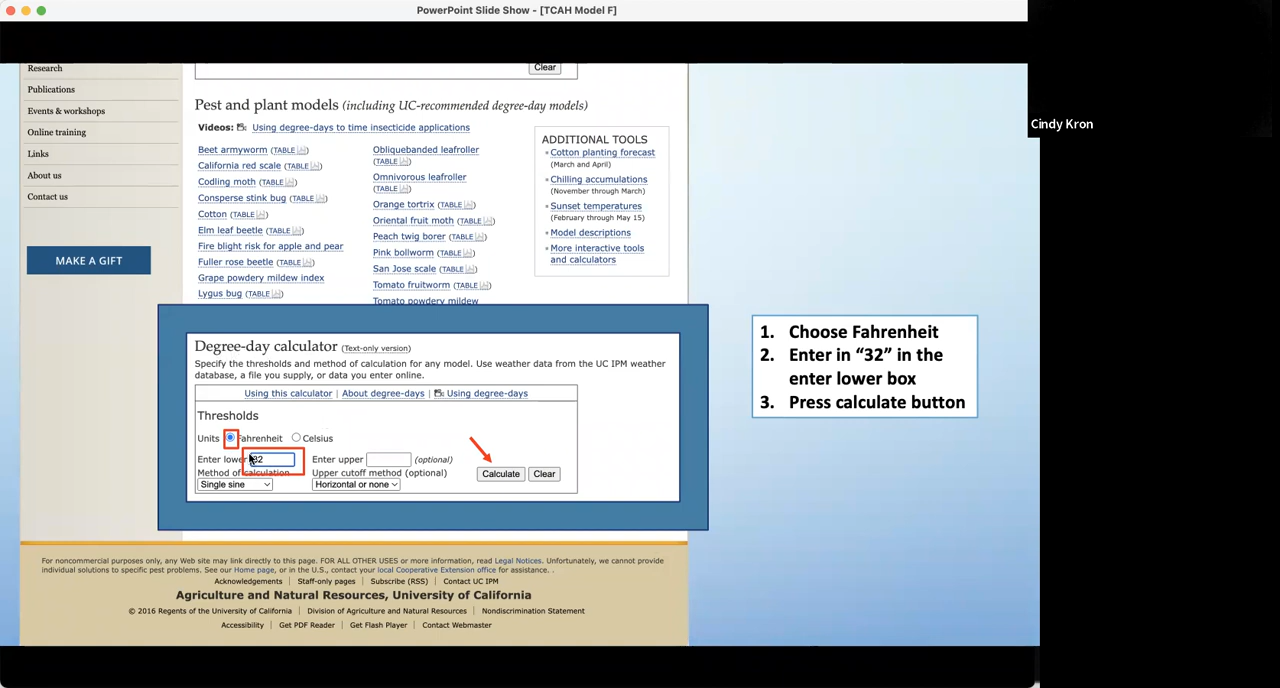 PowerPoint Slide Show - [TCAH Model F]
Cindy Kron
Research
Publications
Events & workshops
Online training
Links
About us
Contact us
MAKE A GIFT
Clear
Pest and plant models (including UC-recommended degree-day models)
Videos: Using degree-days to time insecticide applications
Beet armyworm (TABLE)
California red scale (TABLE)
Codling moth (TABLE)
Consperse stink bug (TABLE)
Cotton (TABLE)
Elm leaf beetle (TABLE)
Fire blight risk for apple and pear
Fuller rose beetle (TABLE)
Grape powdery mildew index
Lygus bug (TABLE)
Obliquebanded leafroller
(TABLE)
Omnivorous leafroller
(TABLE)
Orange tortrix (TABLE)
Oriental fruit moth (TABLE)
Peach twig borer (TABLE)
Pink bollworm (TABLE)
San Jose scale (TABLE)
Tomato fruitworm (TABLE)
Tomato powdery mildew
ADDITIONAL TOOLS
Cotton planting forecast
(March and April)
Chilling accumulations
(November through March)
Sunset temperatures
(February through May 15)
Model descriptions
More interactive tools
and calculators
Degree-day calculator (Text-only version)
Specify the thresholds and method of calculation for any model. Use weather data from the UC IPM weather
database, a file you supply, or data you enter online.
Using this calculator | About degree-days | Using degree-days
Thresholds
Units Fahrenheit Celsius
Enter lower 32 Enter upper (optional)
Method of calculation Upper cutoff method (optional)
Single sine Horizontal or none
Calculate Clear
1. Choose Fahrenheit
2. Enter in “32” in the
enter lower box
3. Press calculate button
For noncommercial purposes only, any Web site may link directly to this page. FOR ALL OTHER USES or more information, read Legal Notices. Unfortunately, we cannot provide
individual solutions to specific pest problems. See our Home page, or in the U.S., contact your local Cooperative Extension office for assistance. .
Acknowledgements | Staff-only pages | Subscribe (RSS) | Contact UC IPM
Agriculture and Natural Resources, University of California
© 2016 Regents of the University of California | Division of Agriculture and Natural Resources | Nondiscrimination Statement
Accessibility | Get PDF Reader | Get Flash Player | Contact Webmaster